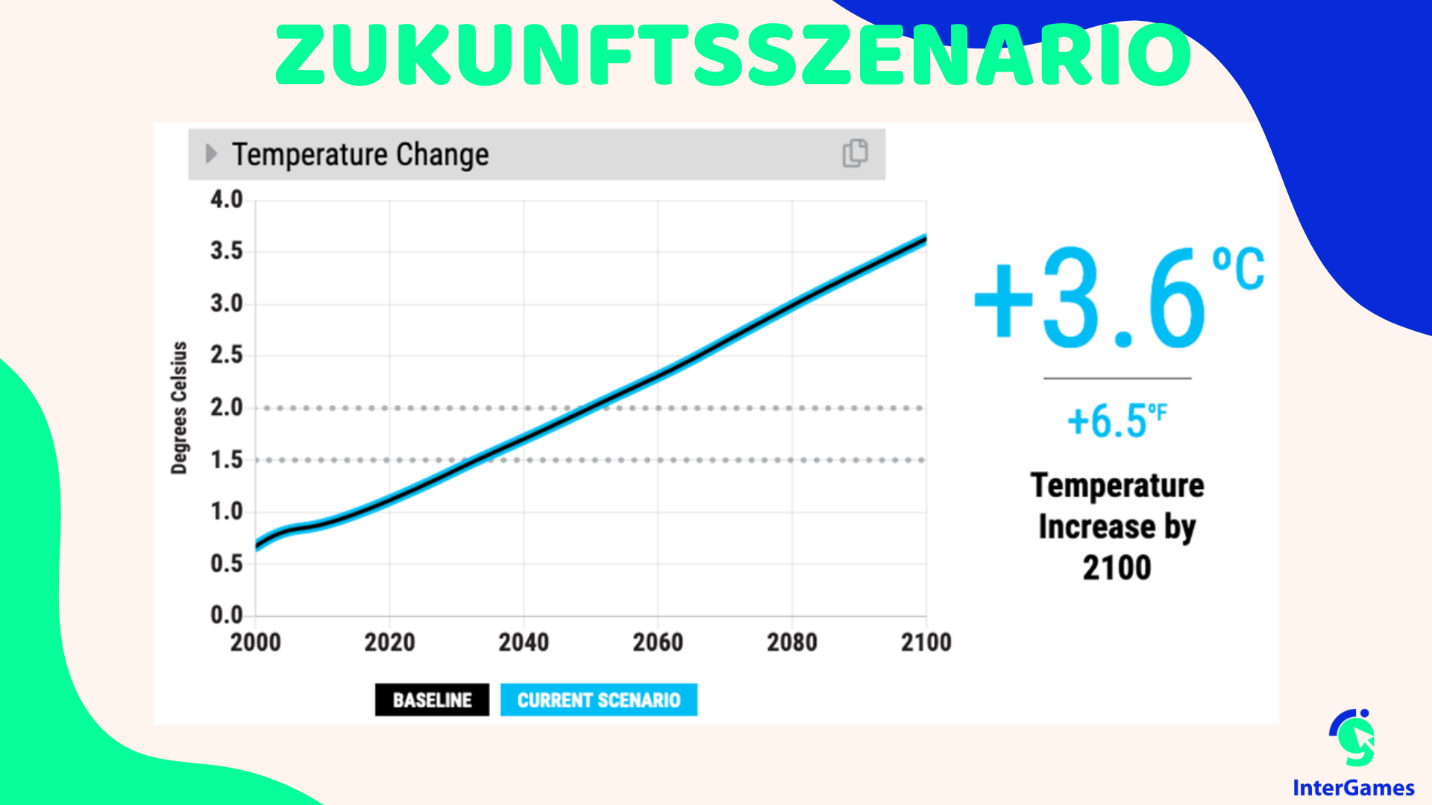 ZUKUNFTSSZENARIO
Temperature Change
4.0
3.5
3.0
2.5
2.0
1.5
1.0
0.5
0.0
Degrees Celsius
2000 2020 2040 2060 2080 2100
BASELINE CURRENT SCENARIO
+3.6 ºC
+6.5ºF
Temperature
Increase by
2100
InterGames